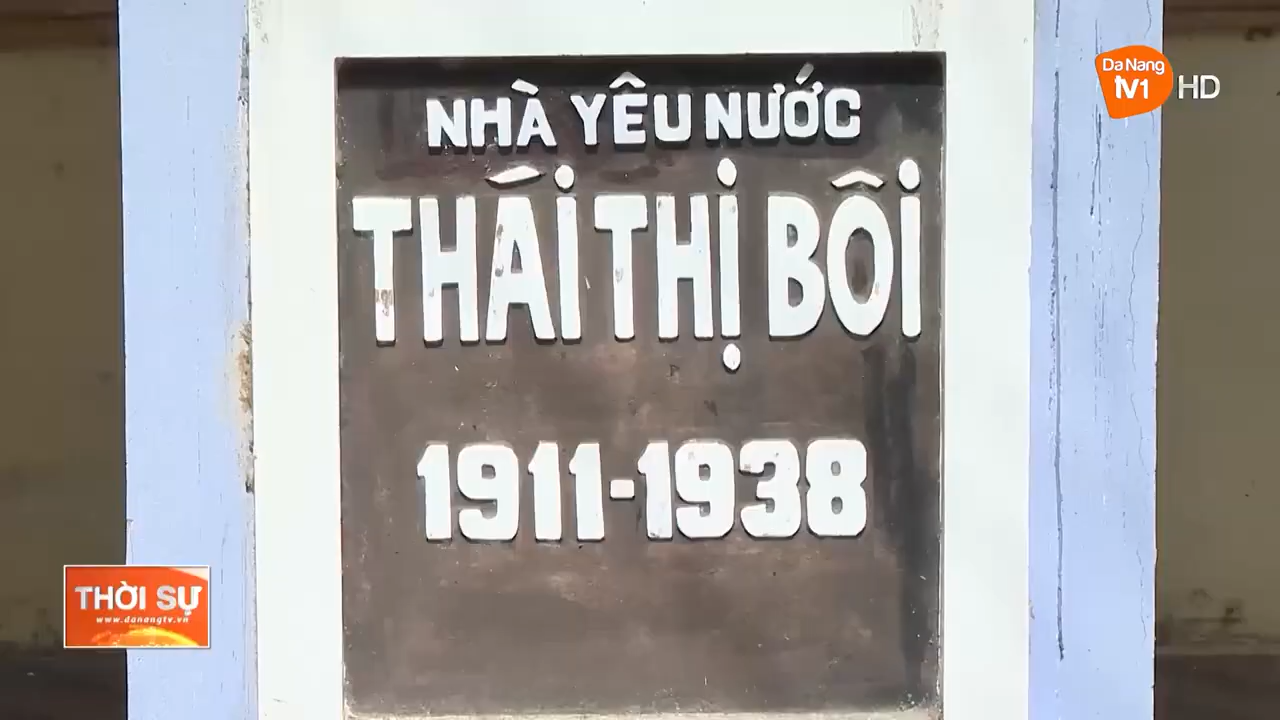 Da Nang
tv1 HD
NHÀ YÊU NƯỚC
THÁI THỊ BÔI
1911-1938
THỜI SỰ
www.danangtv.vn